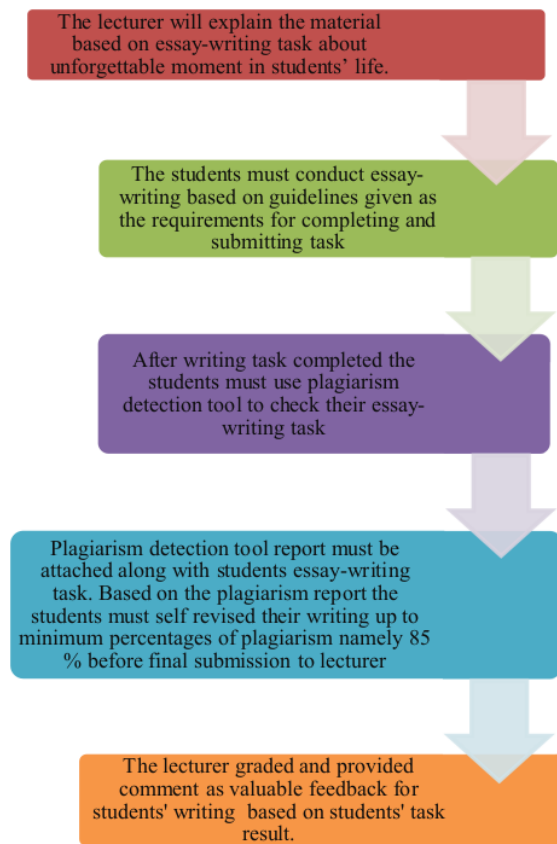 The lecturer will explain the material
based on essay-writing task about
unforgettable moment in students' life.
The students must conduct essay-
writing based on guidelines given as
the requirements for completing and
submitting task
After writing task completed the
students must use plagiarism
detection tool to check their essay-
writing task
Plagiarism detection tool report must be
attached along with students essay-writing
task. Based on the plagiarism report the
students must self revised their writing up to
minimum percentages of plagiarism namely 85
% before final submission to lecturer
The lecturer graded and provided
comment as valuable feedback for
students' writing based on students' task
result.